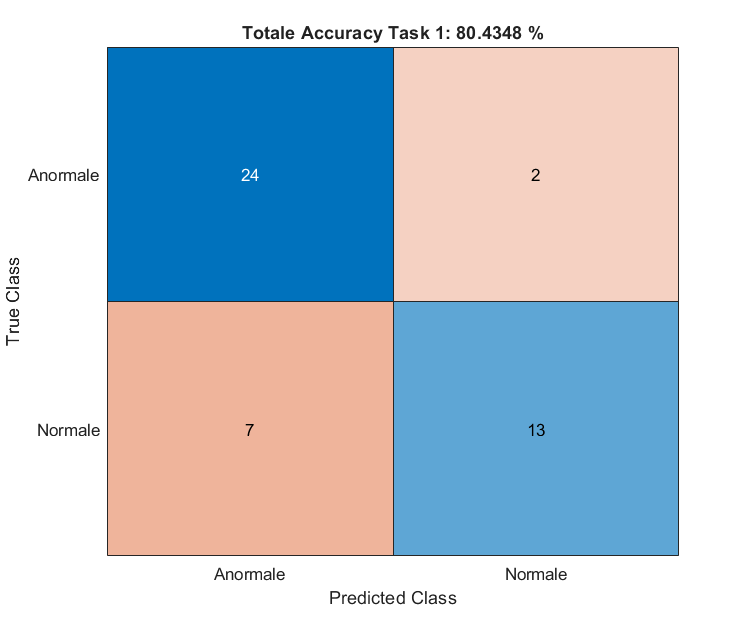 Totale Accuracy Task 1: 80.4348 %
Anormale
24
2
True Class
Normale
7
13
Anormale
Normale
Predicted Class